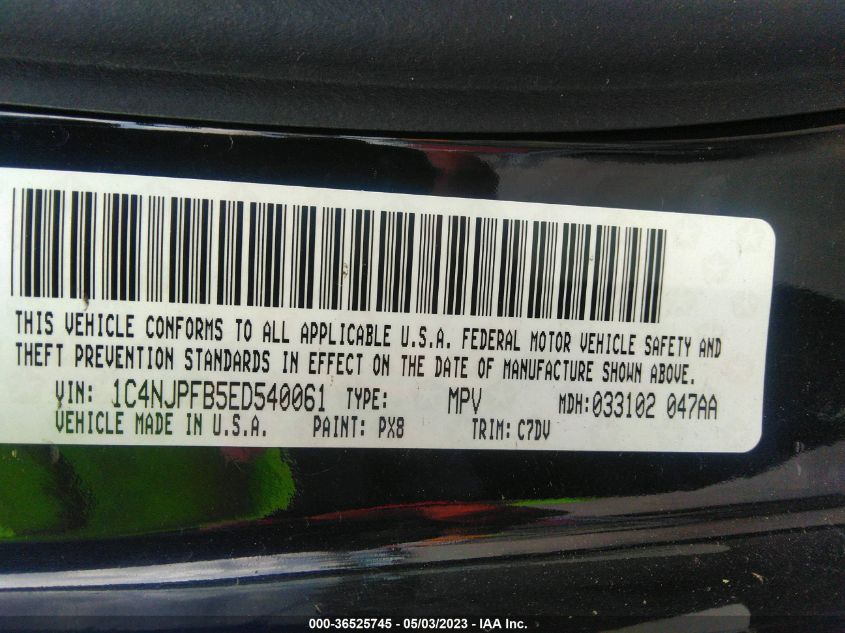 THIS VEHICLE CONFORMS TO ALL APPLICABLE U.S.A. FEDERAL MOTOR VEHICLE SAFETY AND
THEFT PREVENTION STANDARDS IN EFFECT ON THE DATE OF MANUFACTURE SHOWN ABOVE.
VIN: 1C4NJPFB5ED540061 TYPE: MPV MDH:033102 047AA
VEHICLE MADE IN U.S.A. PAINT: PX8 TRIM: C7DV
000-36525745 - 05/03/2023 - IAA Inc.